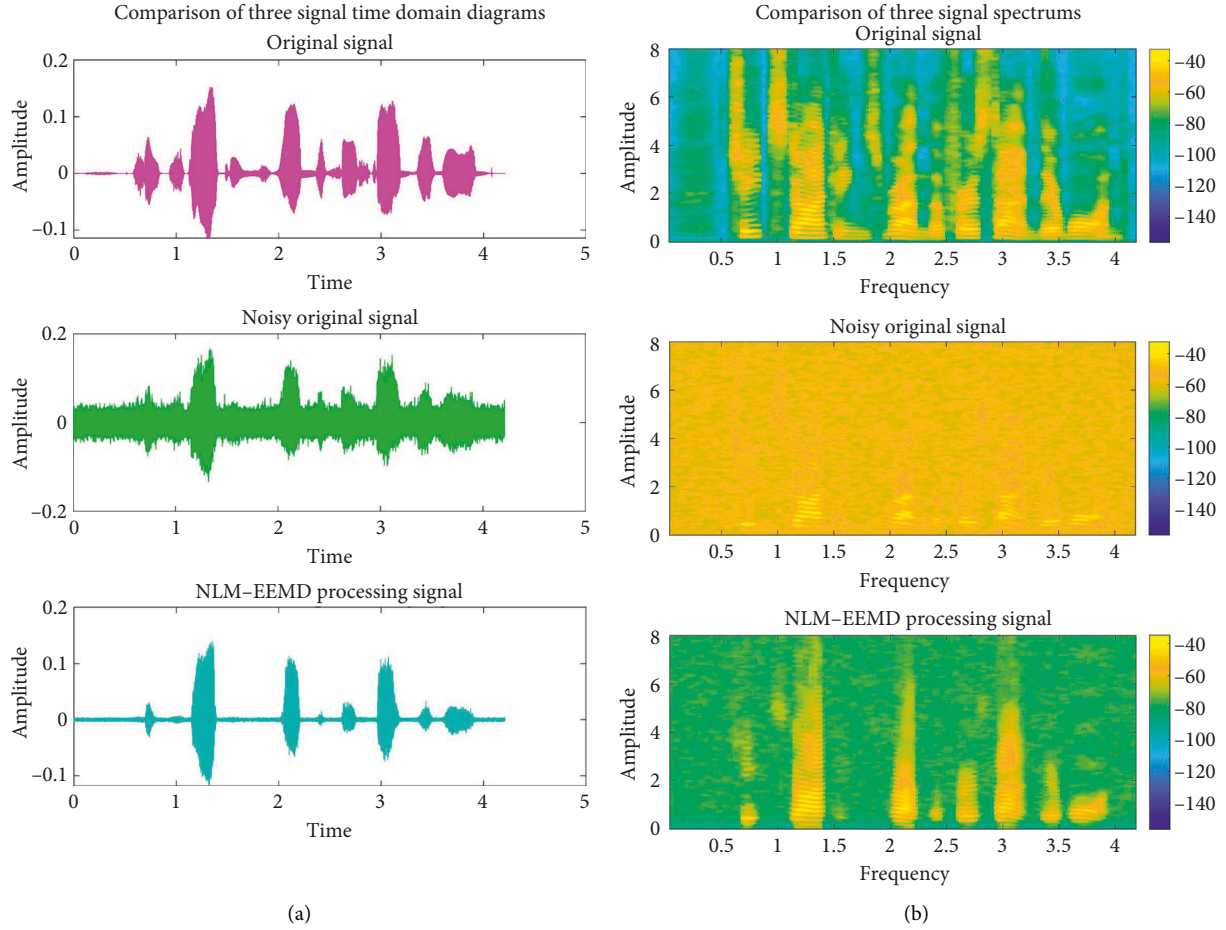 Comparison of three signal time domain diagrams
Original signal
0.2
0.1
0
−0.1
Amplitude
0 1 2 3 4 5
Time
Noisy original signal
0.2
0
−0.2
Amplitude
0 1 2 3 4 5
Time
NLM–EEMD processing signal
0.2
0.1
0
−0.1
Amplitude
0 1 2 3 4 5
Time
(a)
Comparison of three signal spectrums
Original signal
8
6
4
2
0
Amplitude
0.5 1 1.5 2 2.5 3 3.5 4
Frequency
−40
−60
−80
−100
−120
−140
Noisy original signal
8
6
4
2
0
Amplitude
0.5 1 1.5 2 2.5 3 3.5 4
Frequency
−40
−60
−80
−100
−120
−140
NLM–EEMD processing signal
8
6
4
2
0
Amplitude
0.5 1 1.5 2 2.5 3 3.5 4
Frequency
−40
−60
−80
−100
−120
−140
(b)